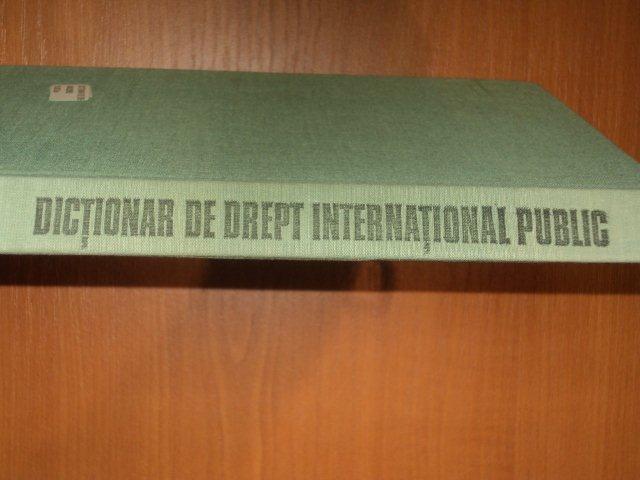 DICȚIONAR DE DREPT INTERNAȚIONAL PUBLIC